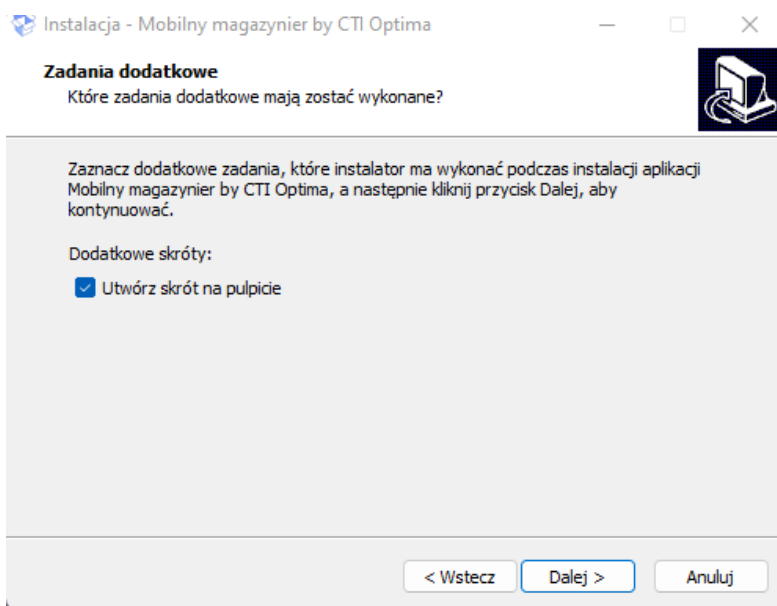 Instalacja - Mobilny magazynier by CTI Optima
Zadania dodatkowe
Które zadania dodatkowe mają zostać wykonane?
Zaznacz dodatkowe zadania, które instalator ma wykonać podczas instalacji aplikacji
Mobilny magazynier by CTI Optima, a następnie kliknij przycisk Dalej, aby
kontynuować.
Dodatkowe skróty:
Utwórz skrót na pulpicie
< Wstecz
Dalej >
Anuluj